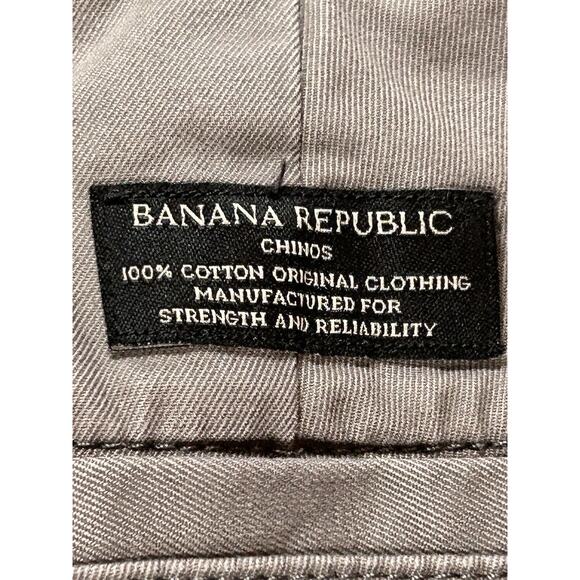 BANANA REPUBLIC
CHINOS
100% COTTON ORIGINAL CLOTHING
MANUFACTURED FOR
STRENGTH AND RELIABILITY